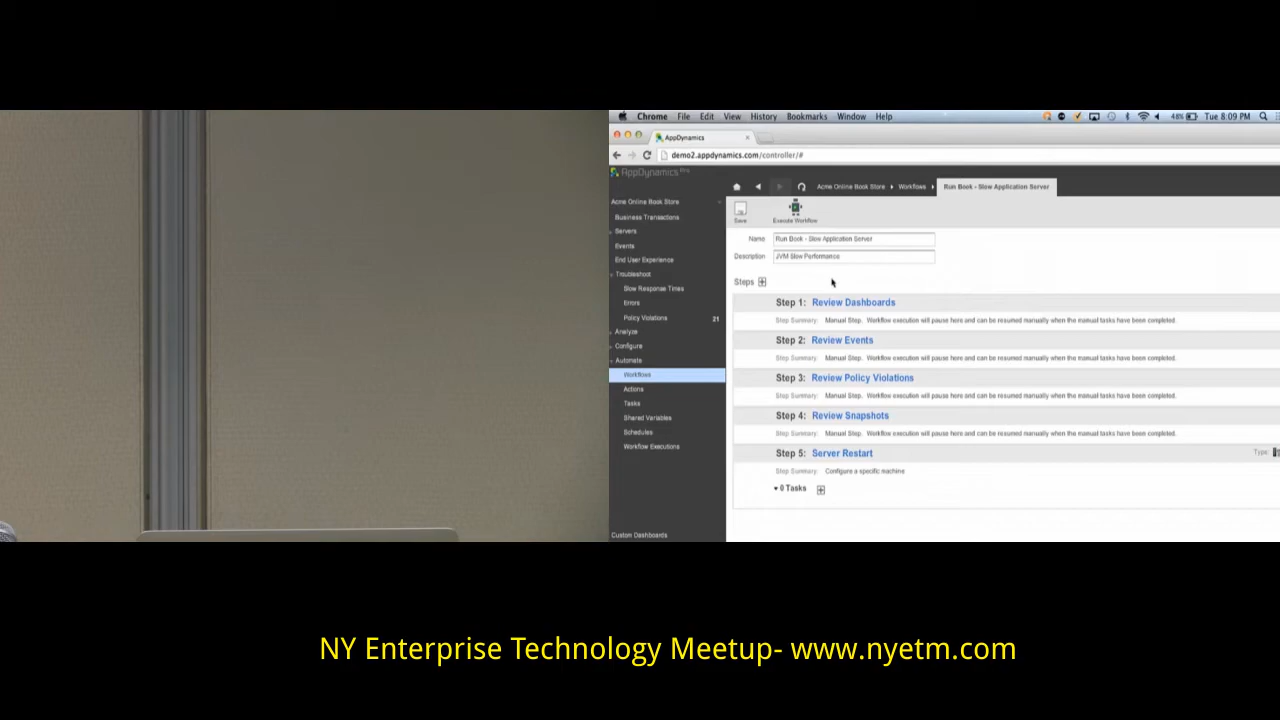 Chrome File Edit View History Bookmarks Window Help 48% Tue 8:09 PM
AppDynamics
demo2.appdynamics.com/controller/#
AppDynamics Pro
Acme Online Book Store Workflows Run Book - Slow Application Server
Acme Online Book Store
Business Transactions
Servers
Events
End User Experience
Troubleshoot
Slow Response Times
Errors
Policy Violations 21
Analyze
Configure
Automate
Workflows
Actions
Tasks
Shared Variables
Schedules
Workflow Executions
Custom Dashboards
Save Execute Workflow
Name Run Book - Slow Application Server
Description JVM Slow Performance
Steps
Step 1: Review Dashboards
Step Summary: Manual Step. Workflow execution will pause here and can be resumed manually when the manual tasks have been completed.
Step 2: Review Events
Step Summary: Manual Step. Workflow execution will pause here and can be resumed manually when the manual tasks have been completed.
Step 3: Review Policy Violations
Step Summary: Manual Step. Workflow execution will pause here and can be resumed manually when the manual tasks have been completed.
Step 4: Review Snapshots
Step Summary: Manual Step. Workflow execution will pause here and can be resumed manually when the manual tasks have been completed.
Step 5: Server Restart Type:
Step Summary: Configure a specific machine
0 Tasks
NY Enterprise Technology Meetup- www.nyetm.com